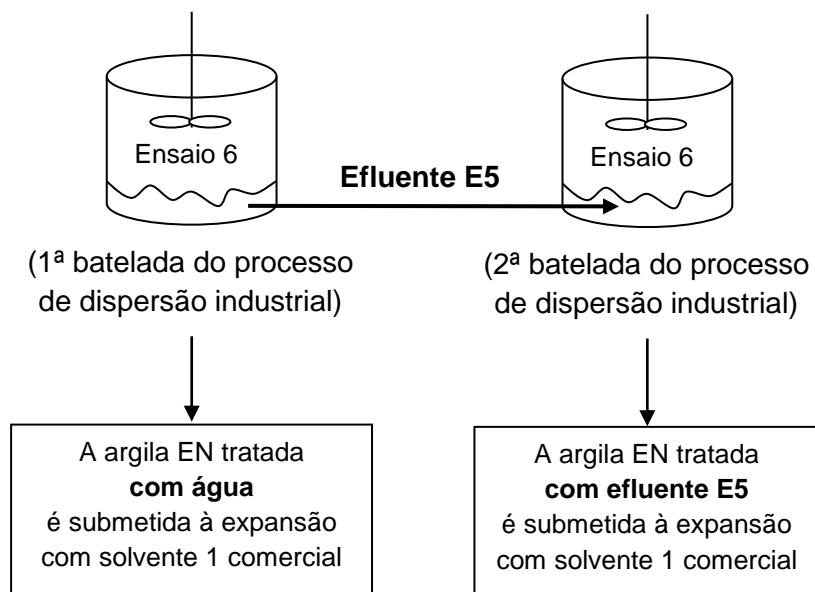 Ensaio 6
Ensaio 6
Efluente E5
(1ª batelada do processo
de dispersão industrial)
(2ª batelada do processo
de dispersão industrial)
A argila EN tratada
com água
é submetida à expansão
com solvente 1 comercial
A argila EN tratada
com efluente E5
é submetida à expansão
com solvente 1 comercial